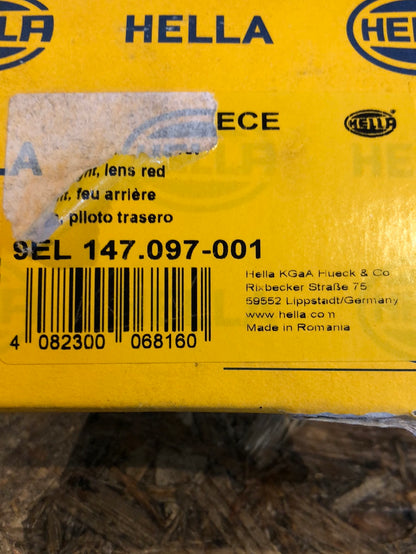 HELLA
HELLA
ECE
HELLA
lens red
feu arrière
piloto trasero
9EL 147.097-001
Hella KGaA Hueck & Co
Rixbecker Straße 75
59552 Lippstadt/Germany
www.hella.com
Made in Romania
4 082300 068160